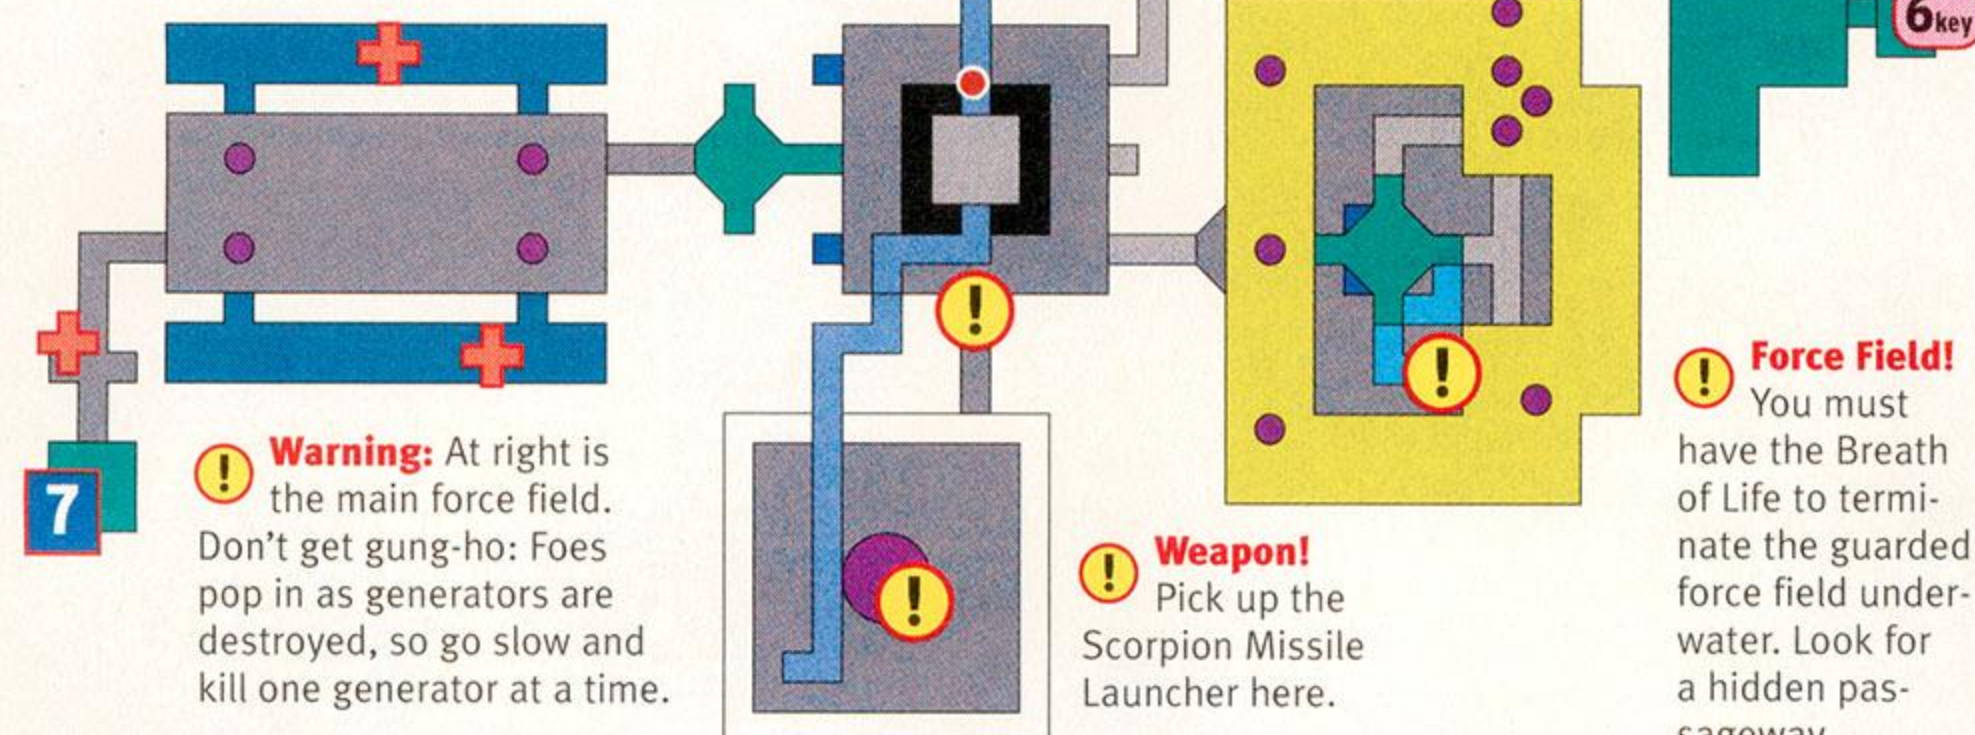 6key
7
! Warning: At right is
the main force field.
Don't get gung-ho: Foes
pop in as generators are
destroyed, so go slow and
kill one generator at a time.
!
!
! Weapon!
Pick up the
Scorpion Missile
Launcher here.
!
! Force Field!
You must
have the Breath
of Life to termi-
nate the guarded
force field under-
water. Look for
a hidden pas-
sageway